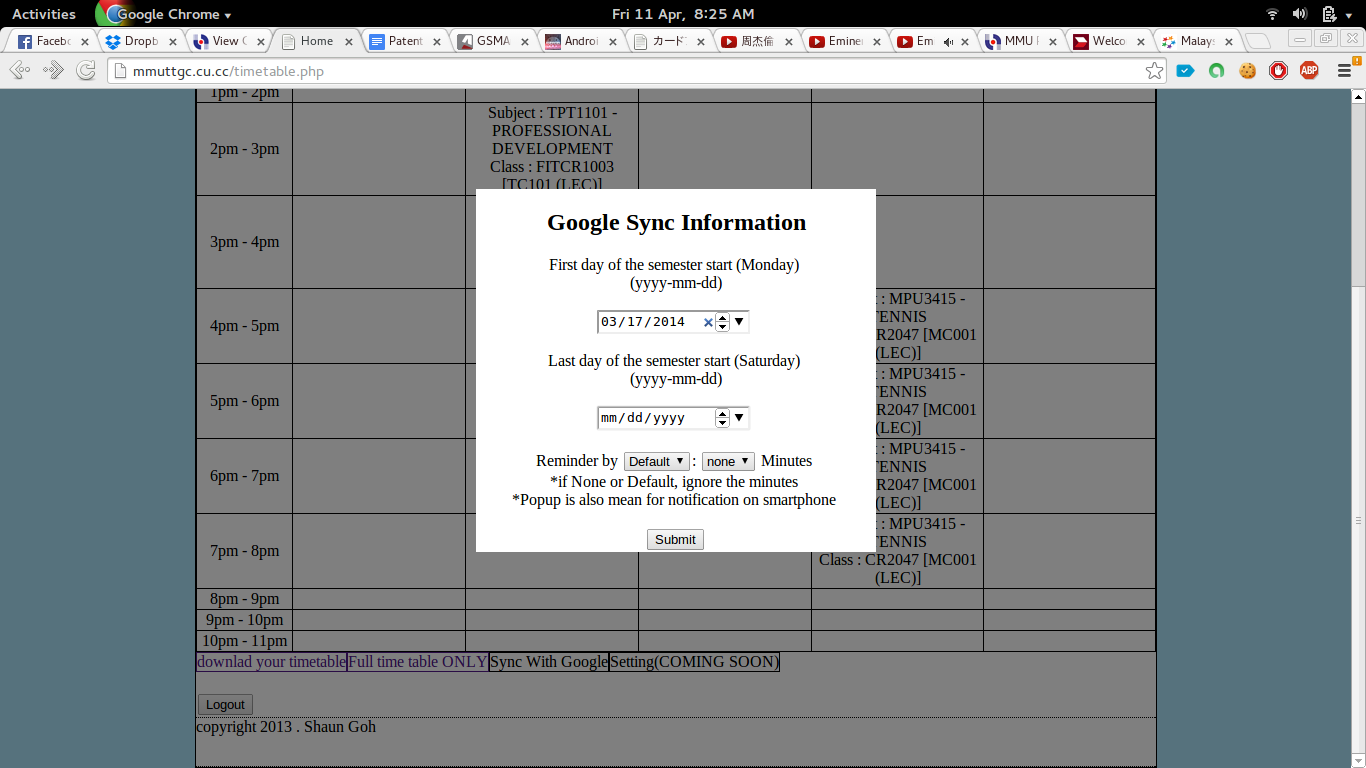 Activities
Google Chrome
Fri 11 Apr, 8:25 AM
Faceb
Dropb
View C
Home
Patent
GSMA
Androi
カードフ
周杰倫
Emine
Em
MMU
Welco
Malays
mmuttgc.cu.cc/timetable.php
ABP
1pm - 2pm
2pm - 3pm
Subject : TPT1101 -
PROFESSIONAL
DEVELOPMENT
Class : FITCR1003
[TC101 (LEC)]
3pm - 4pm
Google Sync Information
First day of the semester start (Monday)
(yyyy-mm-dd)
03/17/2014
Last day of the semester start (Saturday)
(yyyy-mm-dd)
mm/dd/yyyy
Reminder by Default : none Minutes
*if None or Default, ignore the minutes
*Popup is also mean for notification on smartphone
Submit
4pm - 5pm
: MPU3415 -
TENNIS
R2047 [MC001
(LEC)]
5pm - 6pm
: MPU3415 -
TENNIS
R2047 [MC001
(LEC)]
6pm - 7pm
: MPU3415 -
TENNIS
R2047 [MC001
(LEC)]
7pm - 8pm
: MPU3415 -
TENNIS
Class : CR2047 [MC001
(LEC)]
8pm - 9pm
9pm - 10pm
10pm - 11pm
downlad your timetable Full time table ONLY Sync With Google Setting(COMING SOON)
Logout
copyright 2013 . Shaun Goh